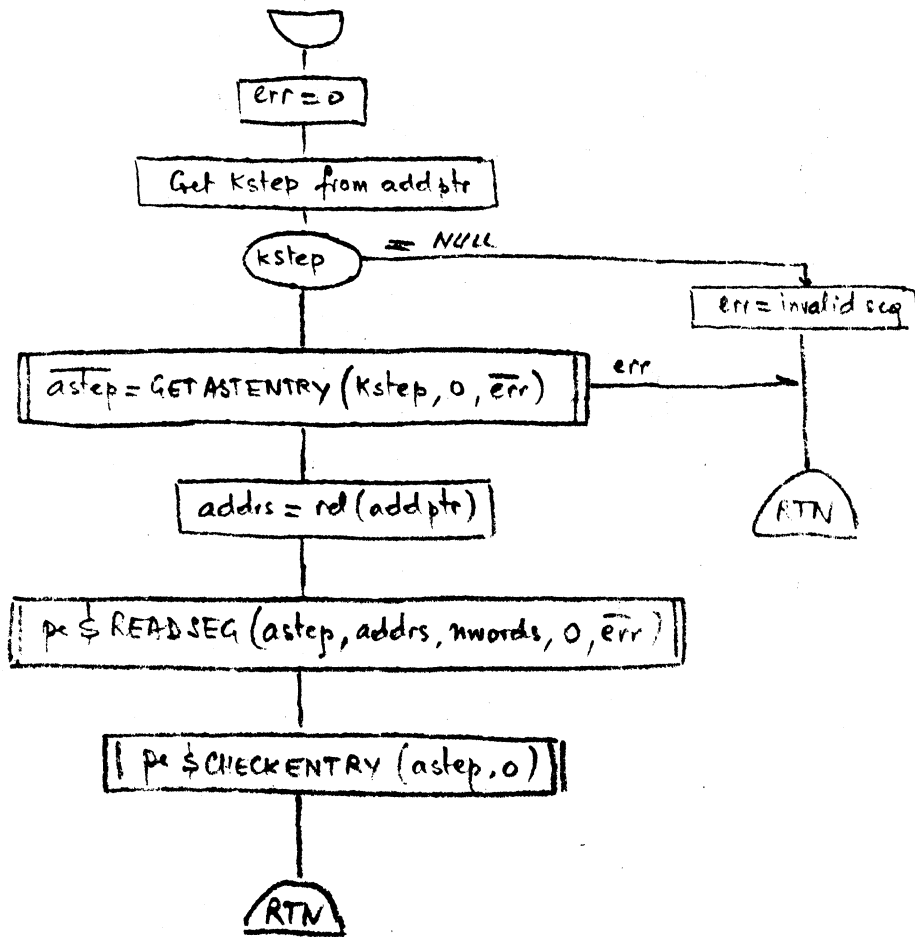 err = 0
Get kstep from addptr
kstep
= NULL
err = invalid seg
astep = GETASTENTRY (kstep, 0, err)
err
addrs = rel (addptr)
RTN
pc $ READSEG (astep, addrs, nwords, 0, err)
pc $ CHECKENTRY (astep, 0)
RTN